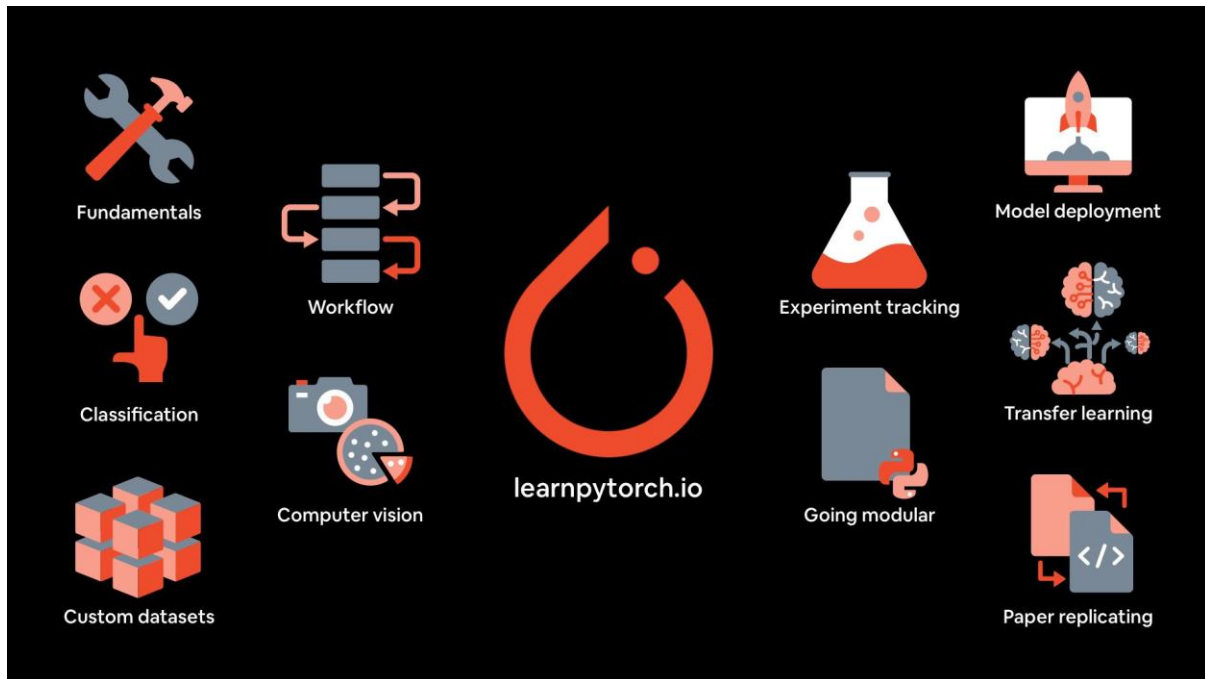 Fundamentals
Workflow
Classification
Computer vision
Custom datasets
learnpytorch.io
Experiment tracking
Model deployment
Going modular
Transfer learning
</>
Paper replicating